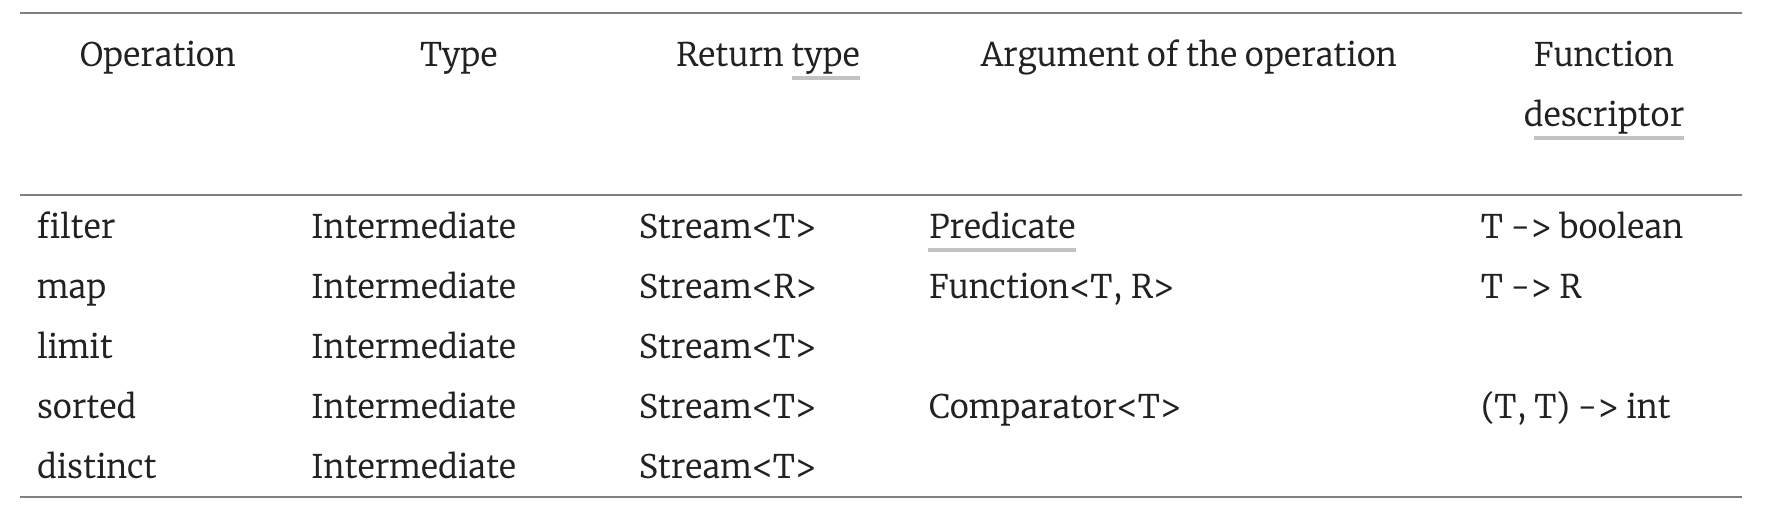 Operation Type Return type Argument of the operation Function
descriptor
filter Intermediate Stream<T> Predicate T -> boolean
map Intermediate Stream<R> Function<T, R> T -> R
limit Intermediate Stream<T>
sorted Intermediate Stream<T> Comparator<T> (T, T) -> int
distinct Intermediate Stream<T>